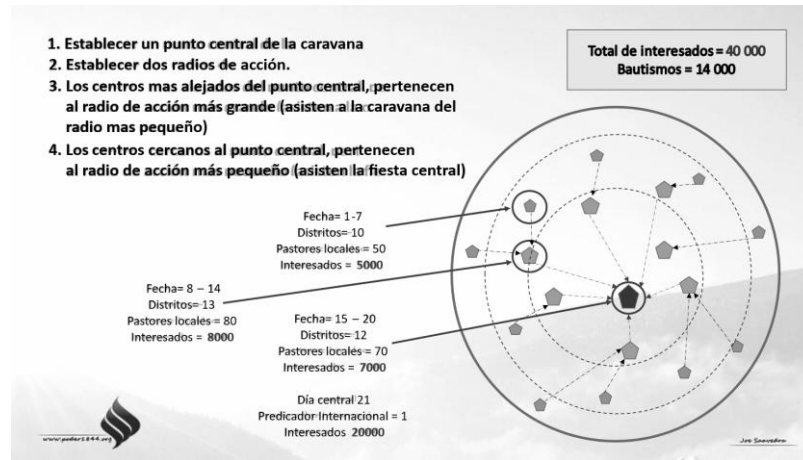 1. Establecer un punto central de la caravana
2. Establecer dos radios de acción.
3. Los centros mas alejados del punto central, pertenecen
al radio de acción más grande (asisten a la caravana del
radio mas pequeño)
4. Los centros cercanos al punto central, pertenecen
al radio de acción más pequeño (asisten la fiesta central)
Total de interesados = 40 000
Bautismos = 14 000
Fecha= 1-7
Distritos= 10
Pastores locales = 50
Interesados = 5000
Fecha= 8 – 14
Distritos= 13
Pastores locales = 80
Interesados = 8000
Fecha= 15 – 20
Distritos= 12
Pastores locales = 70
Interesados = 7000
Día central 21
Predicador Internacional = 1
Interesados 20000
www.poder1844.org
Joe Saavedra